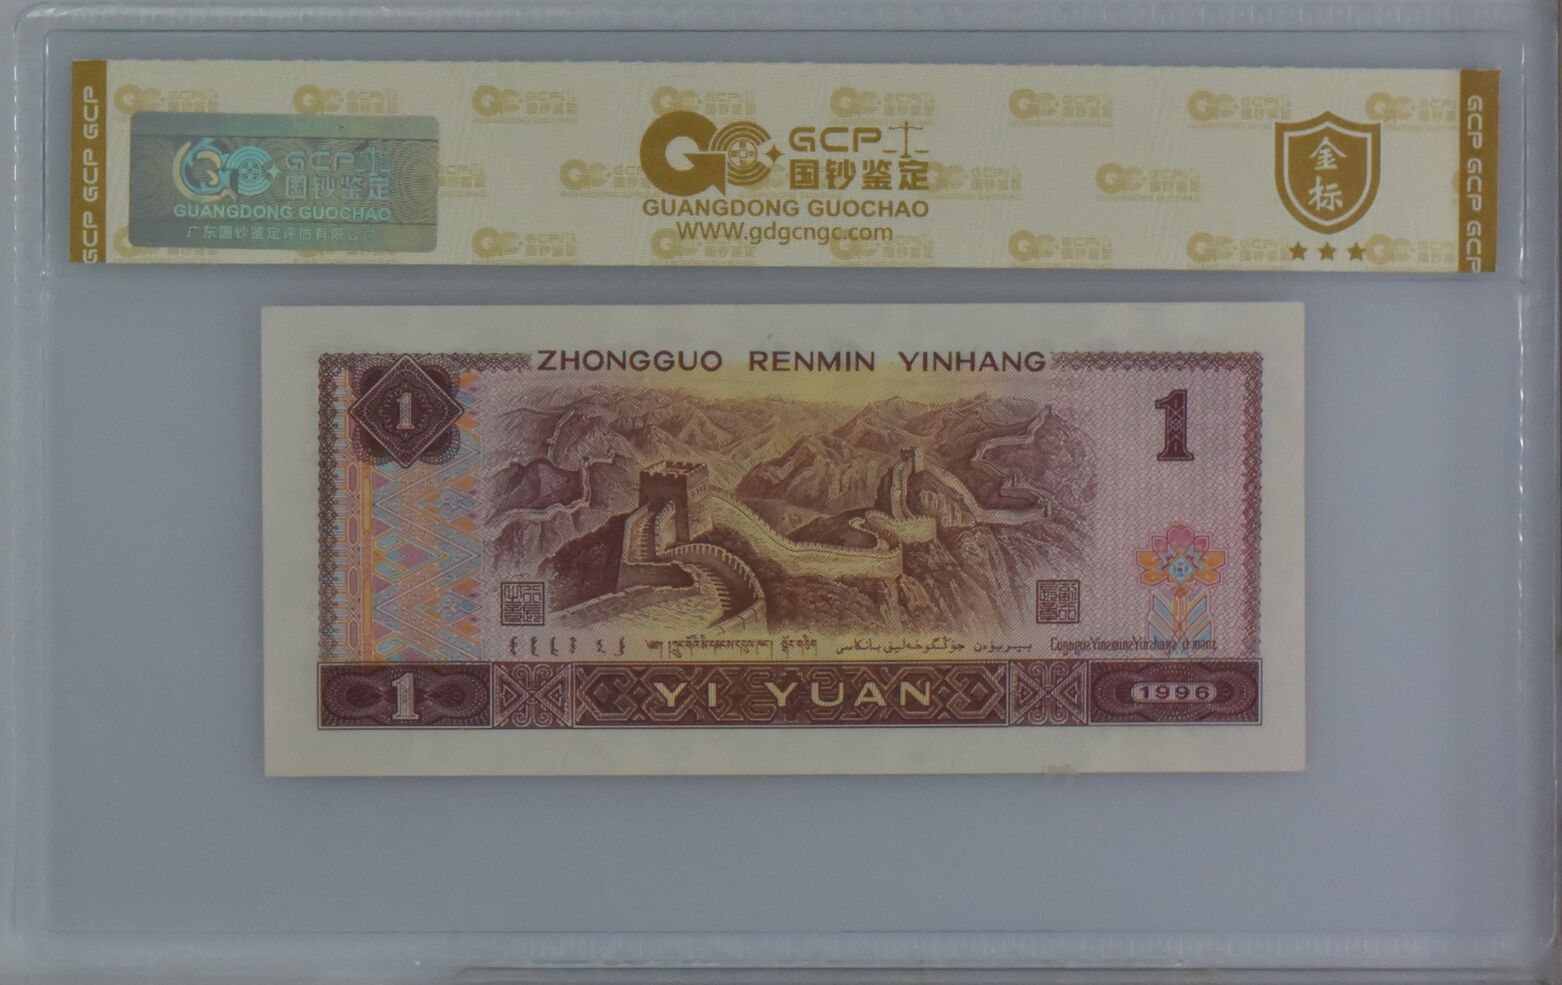 GCP GCP GCP
GCP
国钞鉴定
GUANGDONG GUOCHAO
广东国钞鉴定评估有限公司
GCP
国钞鉴定
GUANGDONG GUOCHAO
WWW.gdgcngc.com
金
标
GCP GCP GCP
ZHONGGUO RENMIN YINHANG
1
1
1
YI YUAN
1996